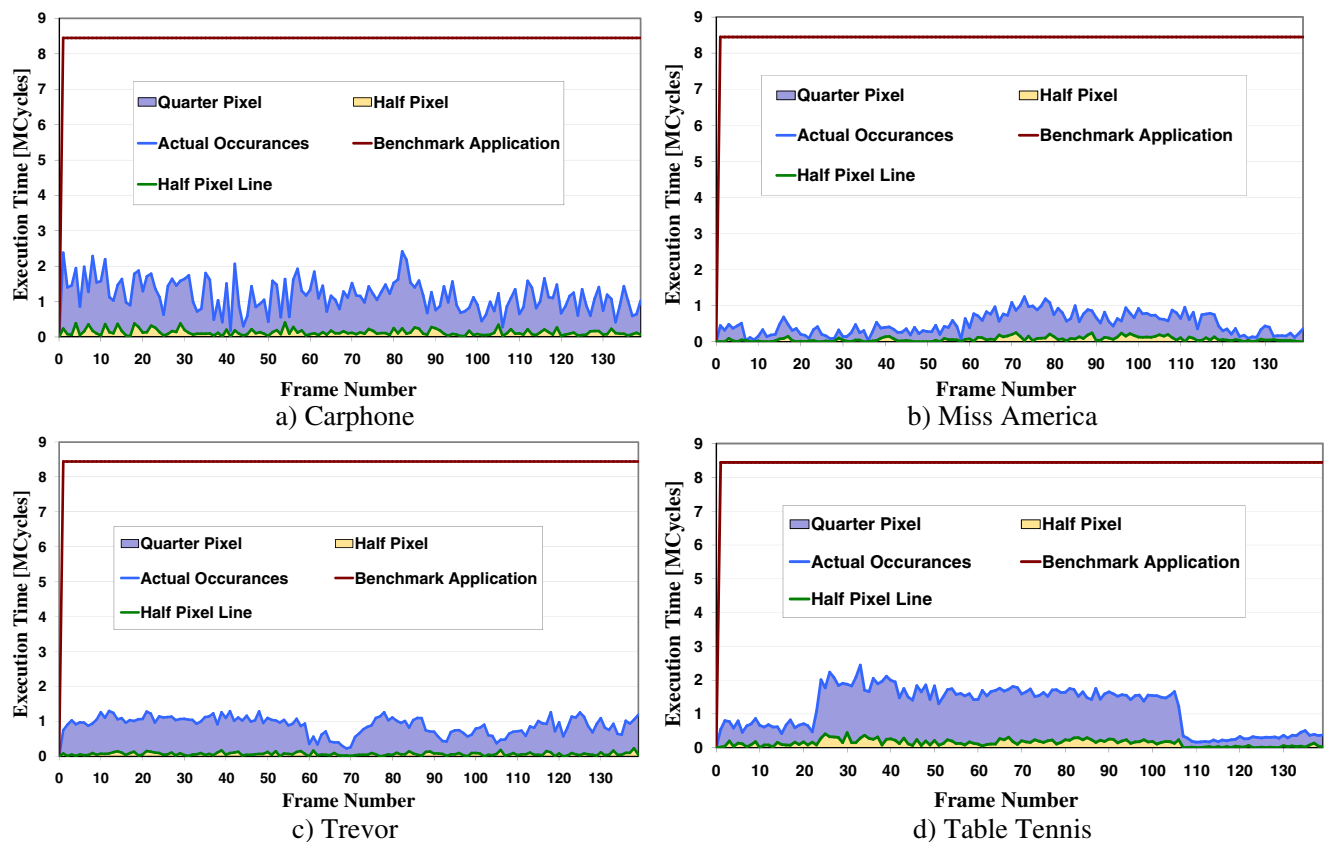 9
8
7
6
5
4
3
2
1
0
Execution Time [MCycles]
Quarter Pixel
Half Pixel
Actual Occurances
Benchmark Application
Half Pixel Line
0 10 20 30 40 50 60 70 80 90 100 110 120 130
Frame Number
a) Carphone
9
8
7
6
5
4
3
2
1
0
Execution Time [MCycles]
Quarter Pixel
Half Pixel
Actual Occurances
Benchmark Application
Half Pixel Line
0 10 20 30 40 50 60 70 80 90 100 110 120 130
Frame Number
b) Miss America
9
8
7
6
5
4
3
2
1
0
Execution Time [MCycles]
Quarter Pixel
Half Pixel
Actual Occurances
Benchmark Application
Half Pixel Line
0 10 20 30 40 50 60 70 80 90 100 110 120 130
Frame Number
c) Trevor
9
8
7
6
5
4
3
2
1
0
Execution Time [MCycles]
Quarter Pixel
Half Pixel
Actual Occurances
Benchmark Application
Half Pixel Line
0 10 20 30 40 50 60 70 80 90 100 110 120 130
Frame Number
d) Table Tennis